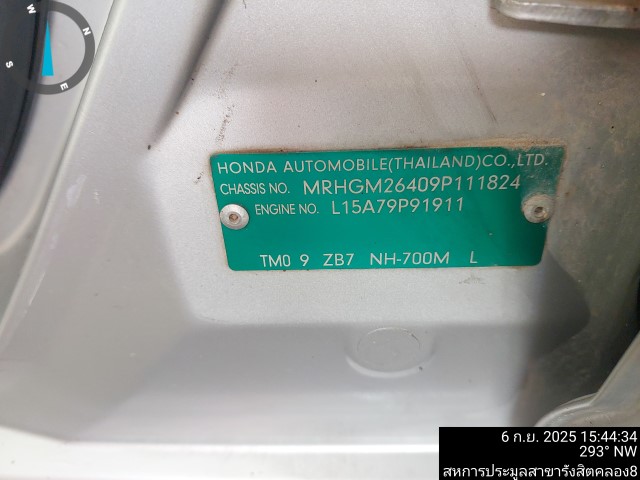 W
N
S
E
HONDA AUTOMOBILE(THAILAND)CO.,LTD.
CHASSIS NO. MRHGM26409P111824
ENGINE NO. L15A79P91911
TM0 9 ZB7 NH-700M L
6 ก.ย. 2025 15:44:34
293° NW
สหการประมูลสาขารังสิตคลอง8